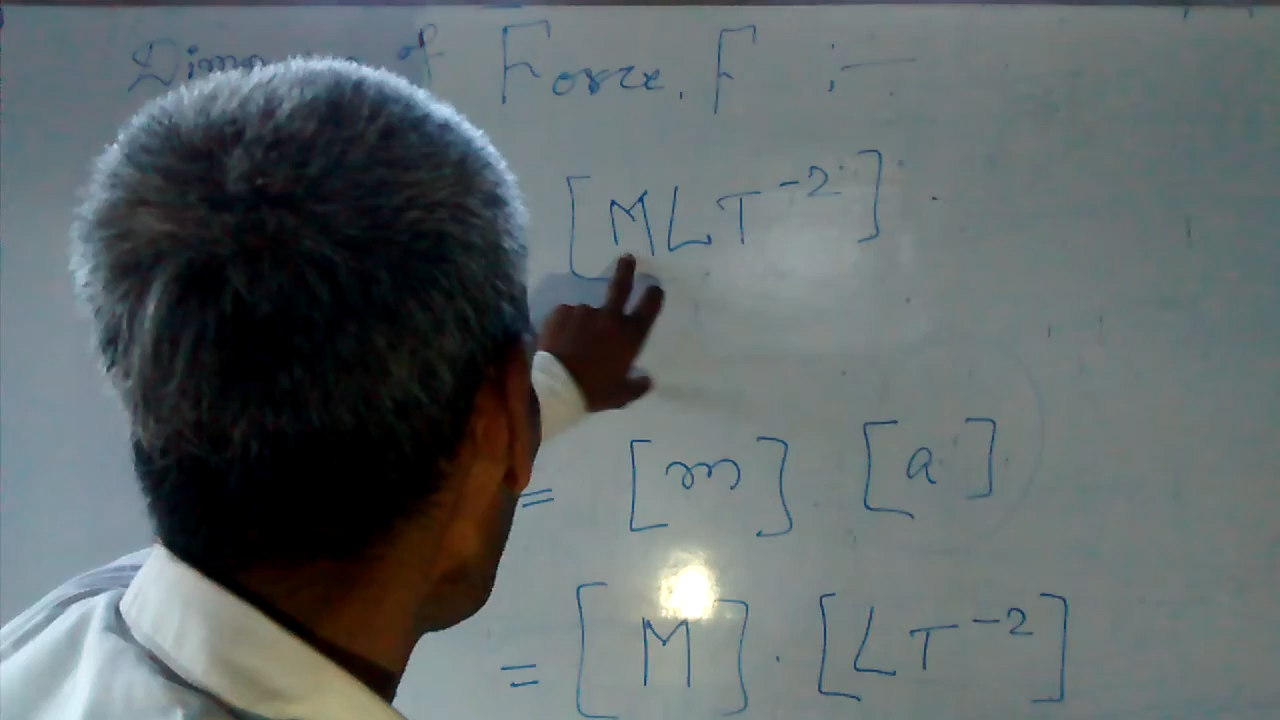 of Force, F :-
[MLT⁻²]
= [m] [a]
= [M] . [LT⁻²]